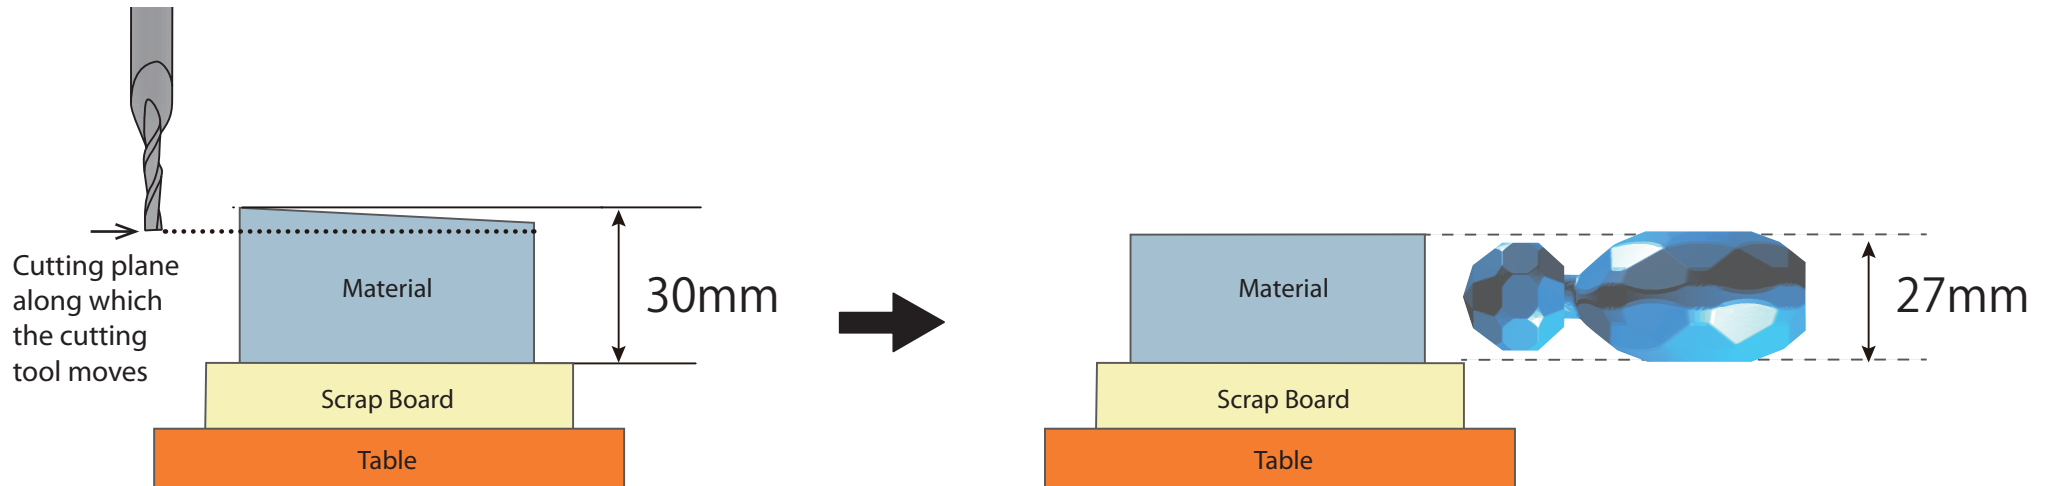 Cutting plane
along which
the cutting
tool moves
Material
30mm
Scrap Board
Table
Material
27mm
Scrap Board
Table